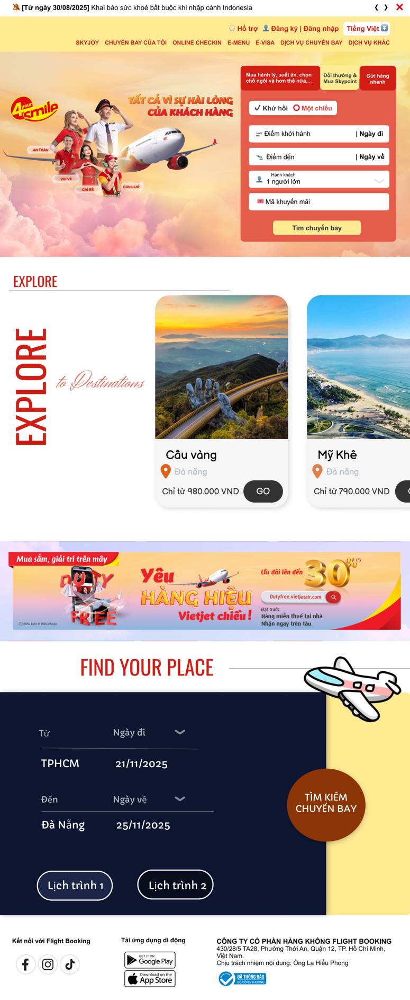 [Từ ngày 30/08/2025] Khai báo sức khoẻ bắt buộc khi nhập cảnh Indonesia
Hổ trợ Đăng ký | Đăng nhập Tiếng Việt
SKYJOY CHUYẾN BAY CỦA TÔI ONLINE CHECKIN E-MENU E-VISA DỊCH VỤ CHUYẾN BAY DỊCH VỤ KHÁC
Mua hành lý, suất ăn, chọn
chỗ ngồi và hơn thế nữa,...
Đổi thưởng &
Mua Skypoint
Gửi hàng
nhanh
4 your smile
TẤT CẢ VÌ SỰ HÀI LÒNG
CỦA KHÁCH HÀNG
AN TOÀN
VUI VẺ
GIÁ RẺ
ĐÚNG GIỜ
Khứ hồi Một chiều
Điểm khởi hành | Ngày đi
Điểm đến | Ngày về
Hành khách
1 người lớn
Mã khuyến mãi
Tìm chuyến bay
EXPLORE
EXPLORE
to Destinations
Cầu vàng
Đà nẵng
Chỉ từ 980.000 VND GO
Mỹ Khê
Đà nẵng
Chỉ từ 790.000 VND
Mua sắm, giải trí trên mây
DUTY
FREE
(*) Điều kiện & Điều khoản
Yêu
HÀNG HIỆU
Vietjet chiều!
Ưu đãi lên đến 30%(*)
Dutyfree.vietjetair.com
Đặt trước
Hàng miễn thuế tại nhà
Nhận ngay trên tàu
FIND YOUR PLACE
Từ Ngày đi
TPHCM 21/11/2025
Đến Ngày về
Đà Nẵng 25/11/2025
TÌM KIẾM
CHUYẾN BAY
Lịch trình 1 Lịch trình 2
Kết nối với Flight Booking
Tải ứng dụng di động
GET IT ON
Google Play
Download on the
App Store
CÔNG TY CỔ PHẦN HÀNG KHÔNG FLIGHT BOOKING
430/28/5 TA28, Phường Thới An, Quận 12, TP. Hồ Chí Minh,
Việt Nam.
Chịu trách nhiệm nội dung: Ông La Hiểu Phong
ĐÃ THÔNG BÁO
BỘ CÔNG THƯƠNG